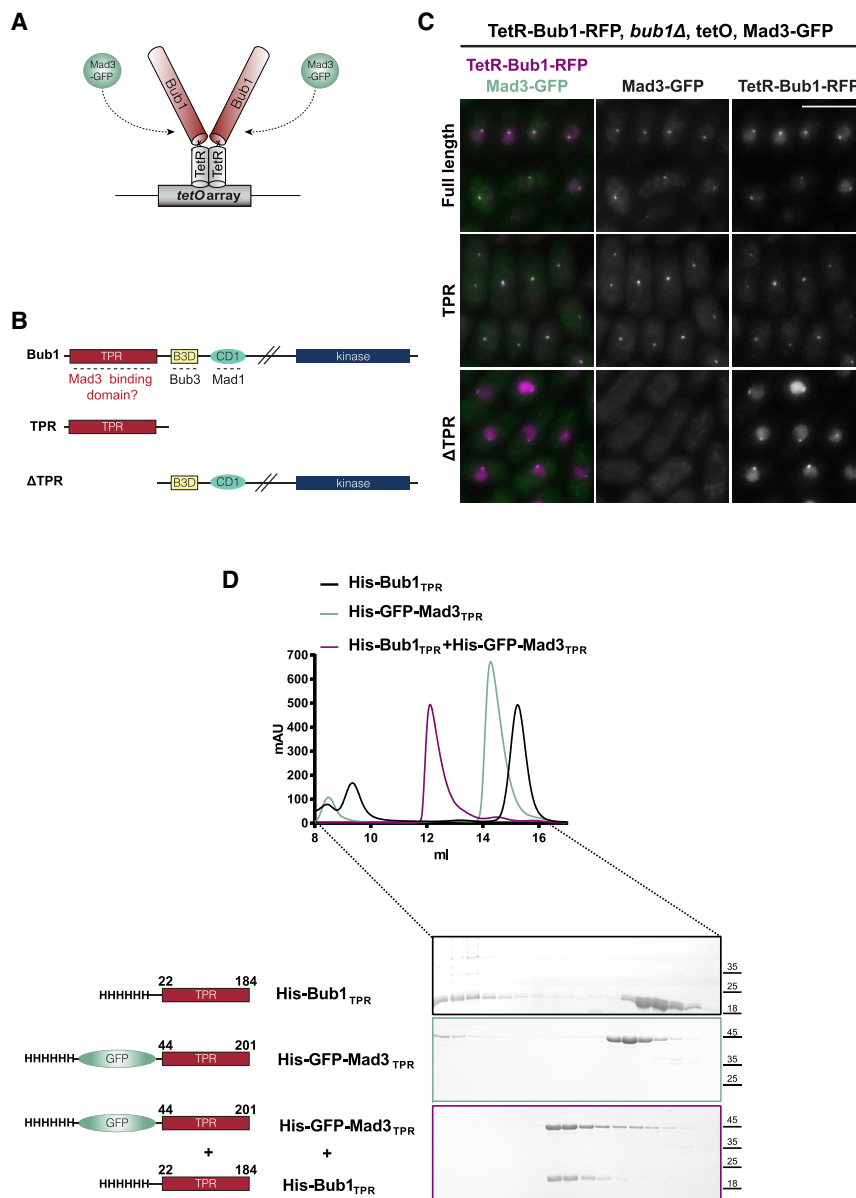 A
Mad3
-GFP
Bub1
Bub1
Mad3
-GFP
TetR
TetR
tetO array
B
Bub1
TPR
B3D
CD1
kinase
Mad3 binding
domain?
Bub3
Mad1
TPR
TPR
ΔTPR
B3D
CD1
kinase
C
TetR-Bub1-RFP, bub1Δ, tetO, Mad3-GFP
TetR-Bub1-RFP
Mad3-GFP
Mad3-GFP
TetR-Bub1-RFP
Full length
TPR
ΔTPR
D
His-Bub1TPR
His-GFP-Mad3TPR
His-Bub1TPR+His-GFP-Mad3TPR
700
600
500
400
300
200
100
0
mAU
8 10 12 14 16
ml
22 184
HHHHHH TPR
His-Bub1TPR
35
25
18
44 201
HHHHHH GFP TPR
His-GFP-Mad3TPR
45
35
25
44 201
HHHHHH GFP TPR
His-GFP-Mad3TPR
+ +
22 184
HHHHHH TPR
His-Bub1TPR
45
35
25
18